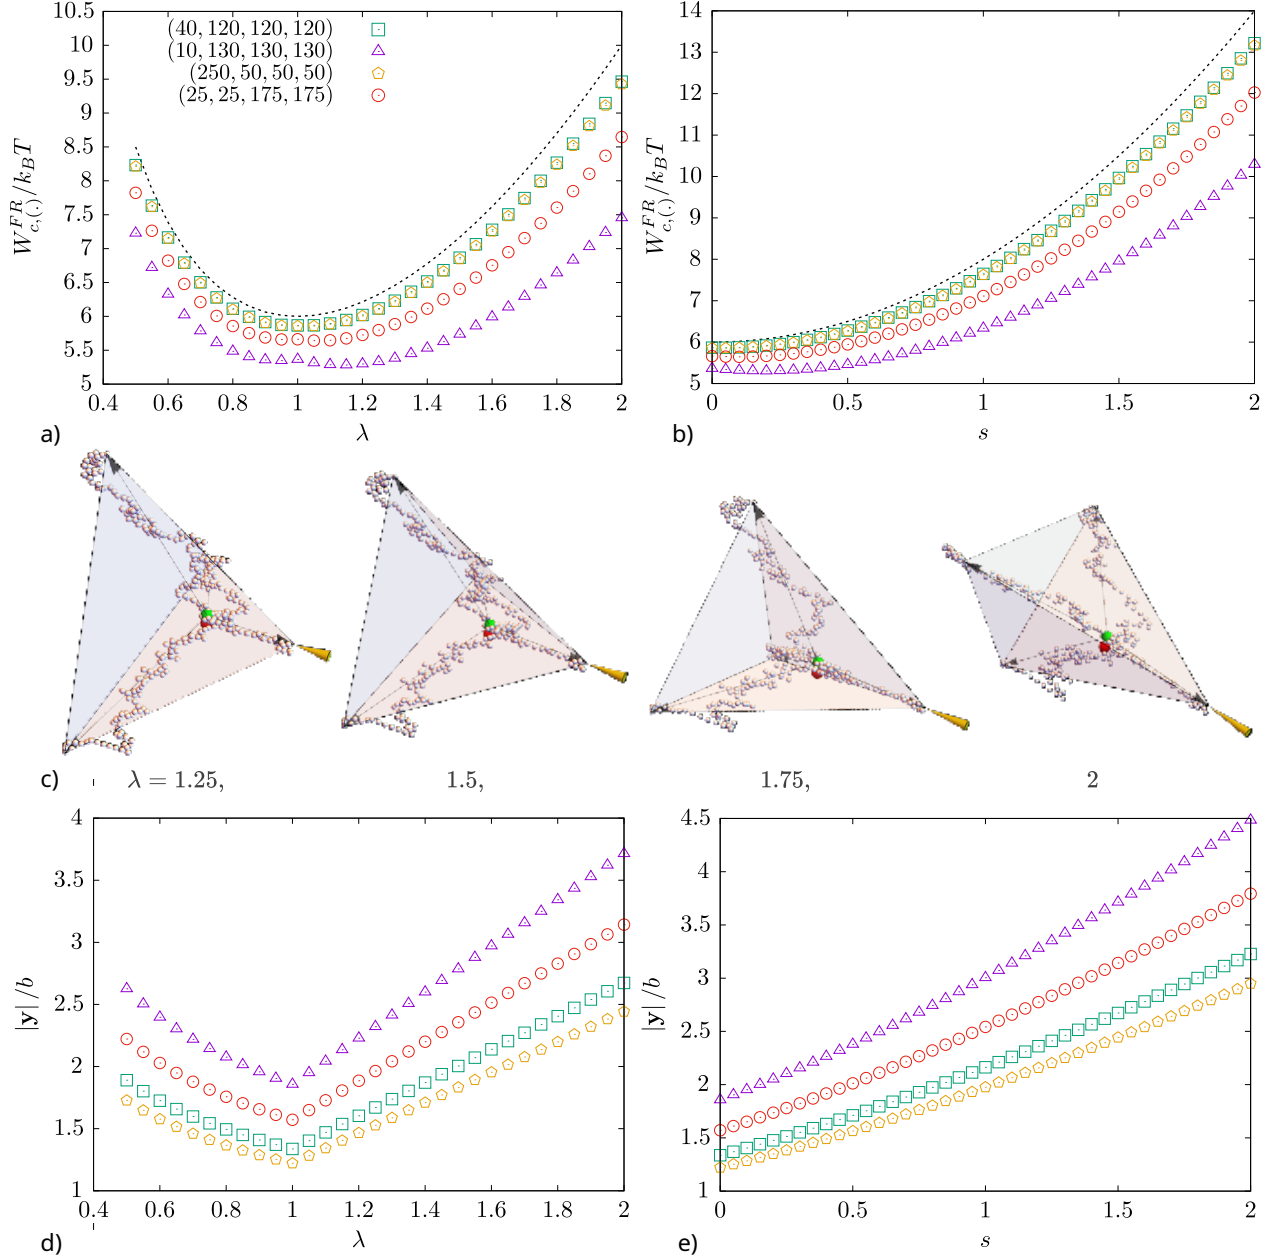 10.5
10
9.5
9
8.5
8
7.5
7
6.5
6
5.5
5
0.4 0.6 0.8 1 1.2 1.4 1.6 1.8 2
W_{c,(.)}^{FR}/k_BT
λ
(40, 120, 120, 120)
(10, 130, 130, 130)
(250, 50, 50, 50)
(25, 25, 175, 175)
a)
14
13
12
11
10
9
8
7
6
5
0 0.5 1 1.5 2
W_{c,(.)}^{FR}/k_BT
s
b)
c)
λ = 1.25, 1.5, 1.75, 2
4
3.5
3
2.5
2
1.5
1
0.4 0.6 0.8 1 1.2 1.4 1.6 1.8 2
|y|/b
λ
d)
4.5
4
3.5
3
2.5
2
1.5
1
0 0.5 1 1.5 2
|y|/b
s
e)